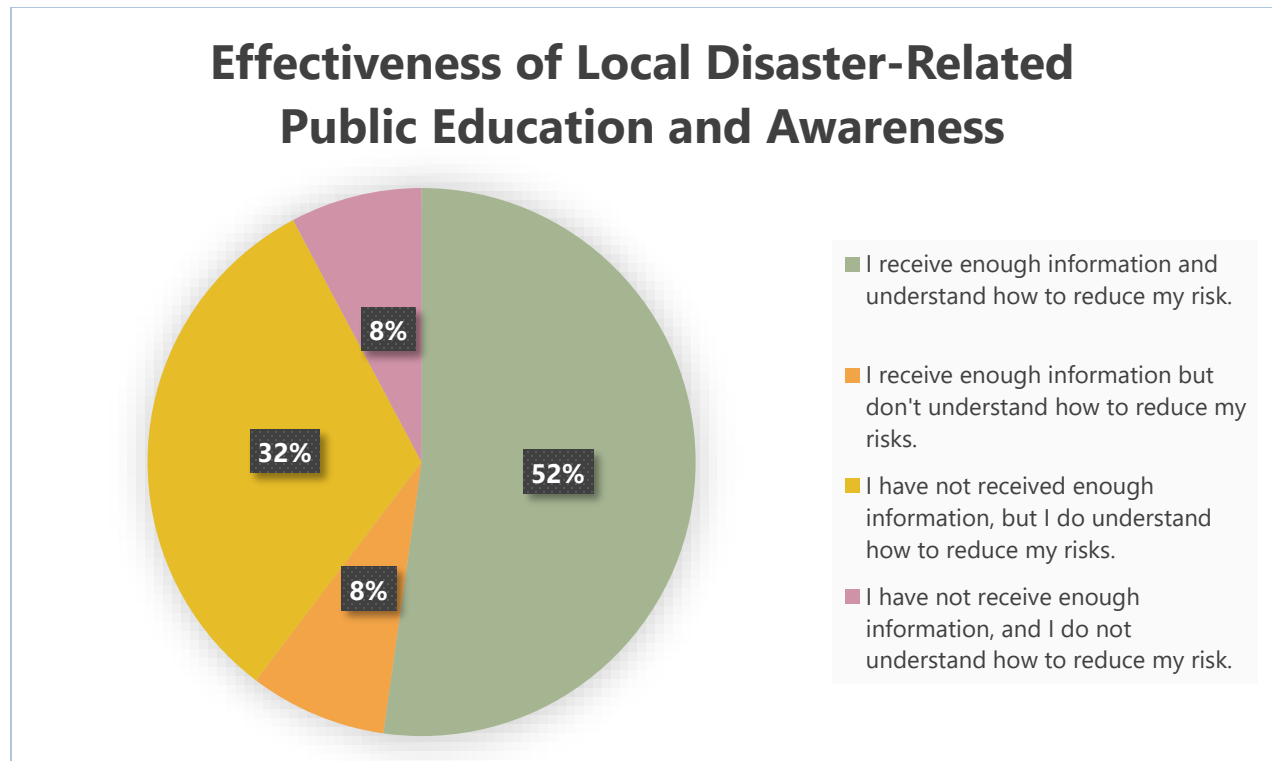 Effectiveness of Local Disaster-Related
Public Education and Awareness
8%
32%
52%
8%
I receive enough information and
understand how to reduce my risk.
I receive enough information but
don't understand how to reduce my
risks.
I have not received enough
information, but I do understand
how to reduce my risks.
I have not receive enough
information, and I do not
understand how to reduce my risk.